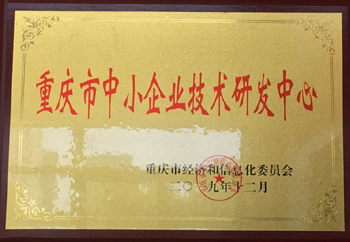 重庆市中小企业技术研发中心
重庆市经济和信息化委员会
二〇一九年十二月